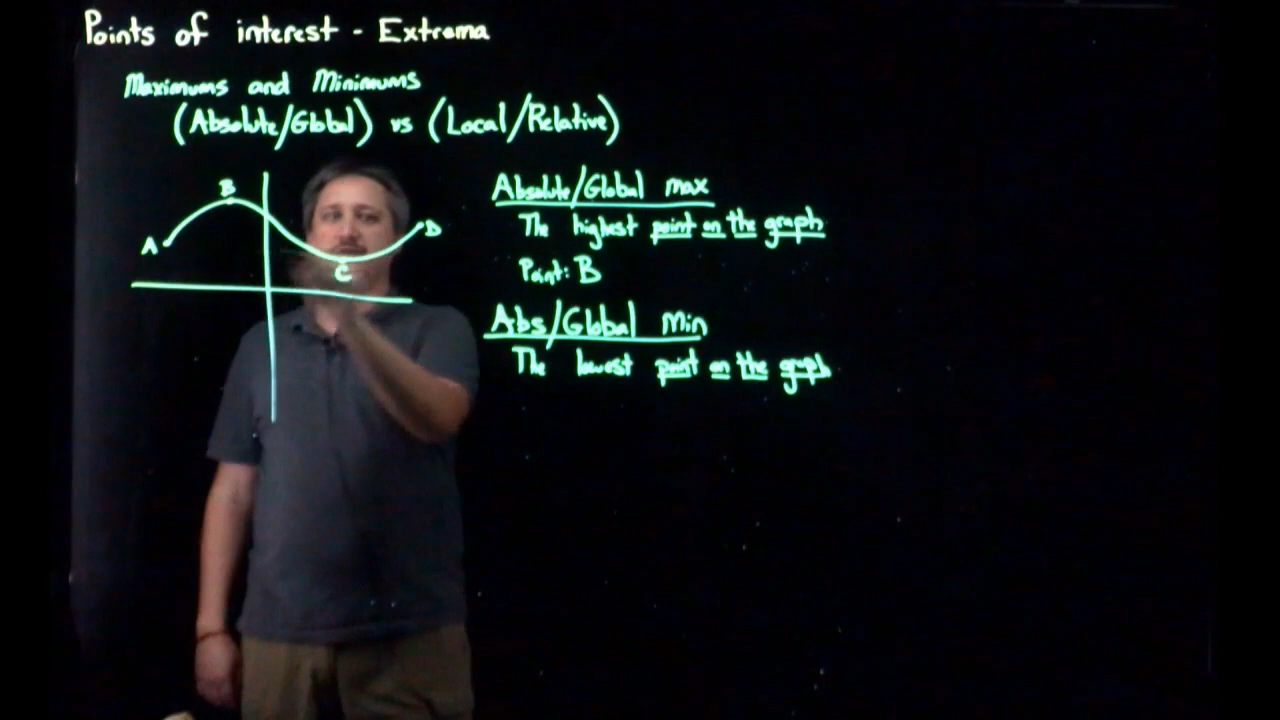 Points of interest - Extrema
Maximums and Minimums
(Absolute/Global) vs (Local/Relative)
B
A
C
D
Absolute/Global max
The highest point on the graph
Point: B
Abs/Global Min
The lowest point on the graph